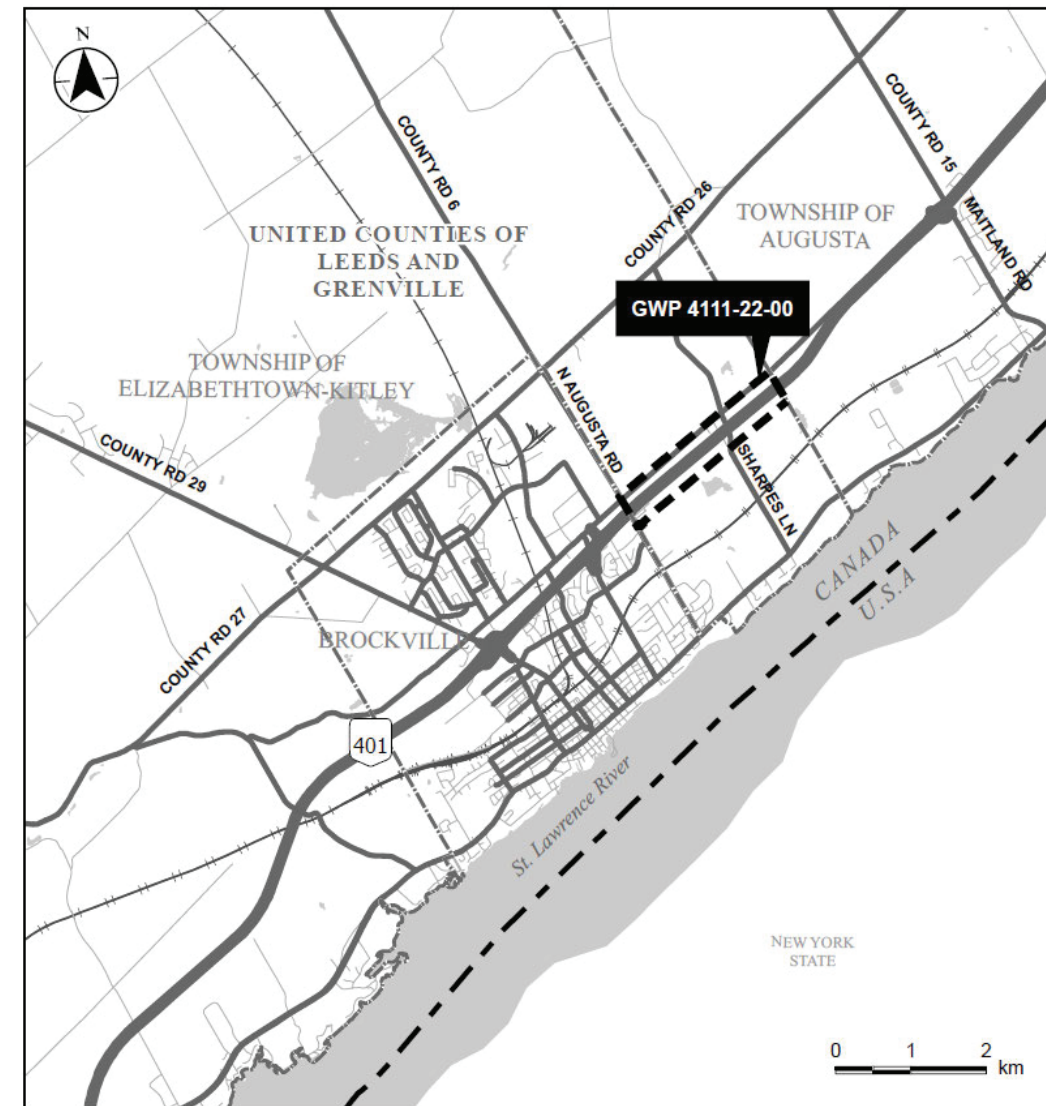 N
COUNTY RD 6
COUNTY RD 15
MAITLAND RD
COUNTY RD 26
TOWNSHIP OF
AUGUSTA
UNITED COUNTIES OF
LEEDS AND
GRENVILLE
GWP 4111-22-00
TOWNSHIP OF
ELIZABETHTOWN-KITLEY
N AUGUSTA RD
COUNTY RD 29
SHARPES LN
CANADA
U.S.A
BROCKVILLE
COUNTY RD 27
401
St. Lawrence River
NEW YORK
STATE
0 1 2
km